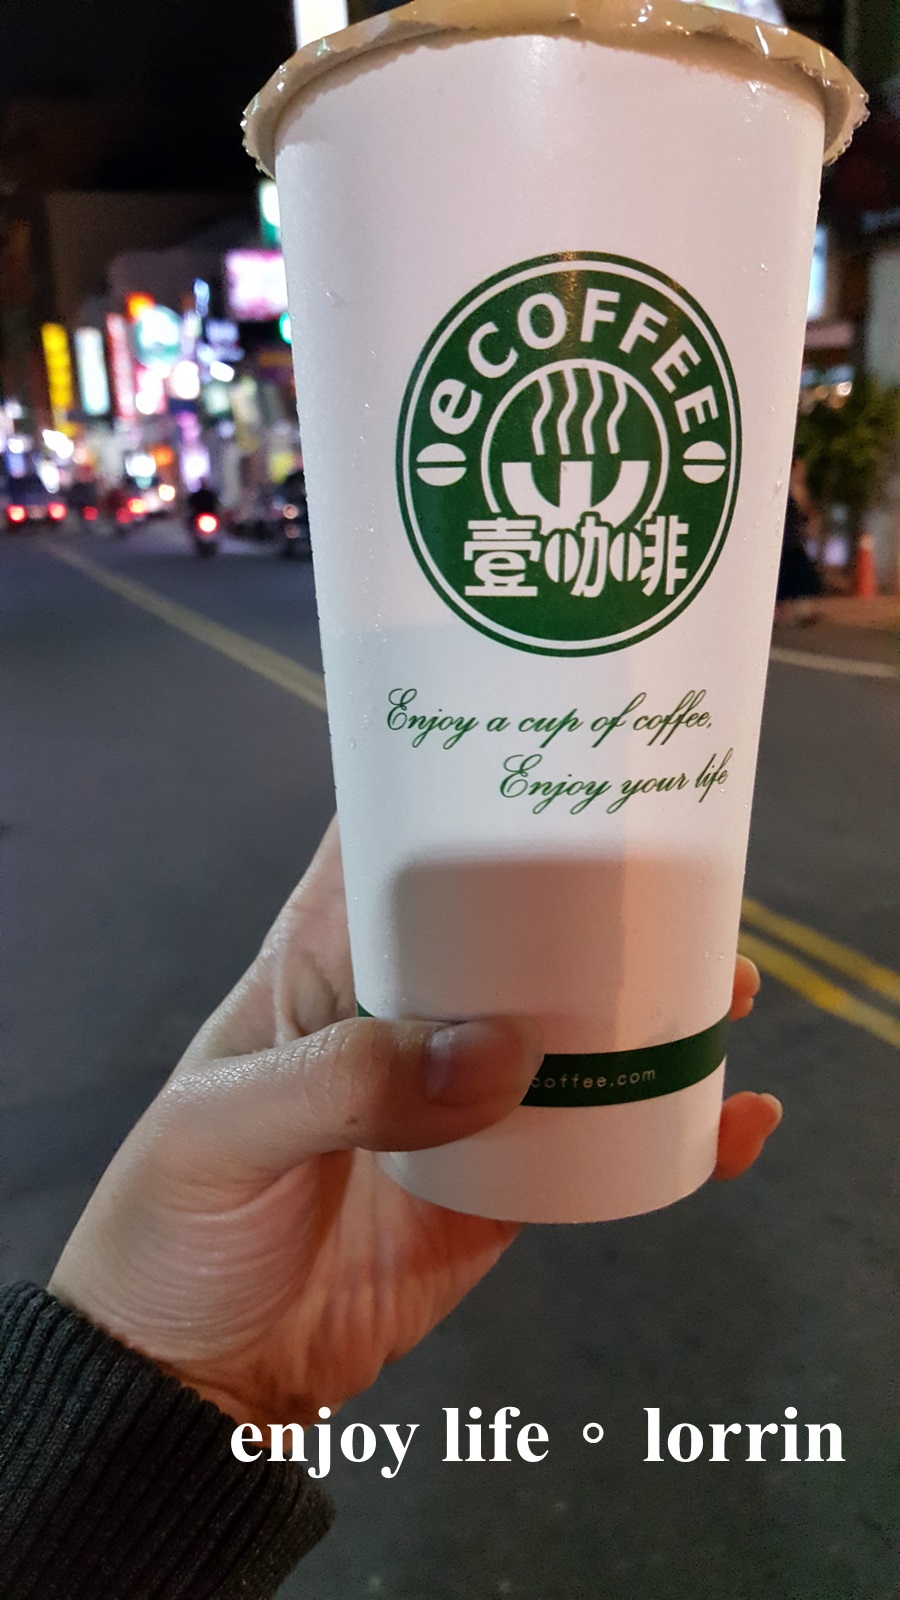 eCOFFEE
壹咖啡
Enjoy a cup of coffee,
Enjoy your life
coffee.com
enjoy life。 lorrin